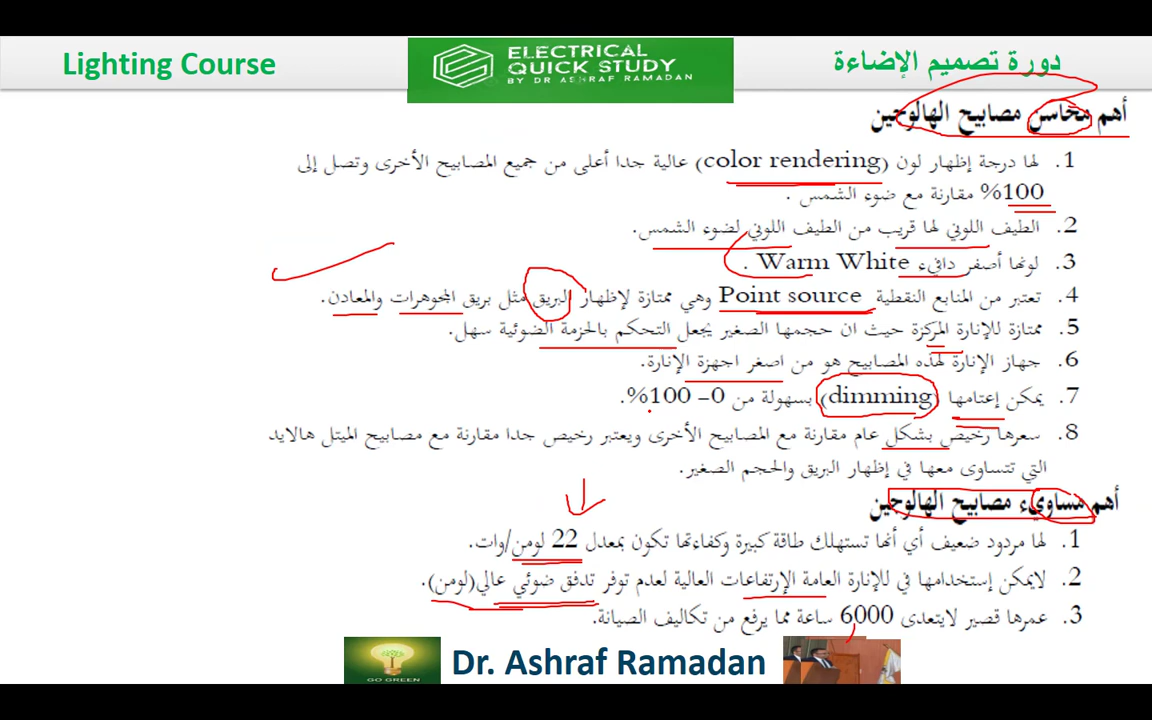 Lighting Course
ELECTRICAL
QUICK STUDY
BY DR ASHRAF RAMADAN
دورة تصميم الإضاءة
أهم محاسن مصابيح الهالوجين
1. لها درجة إظهار لون (color rendering) عالية جدا أعلى من جميع المصابيح الأخرى وتصل إلى
100% مقارنة مع ضوء الشمس .
2. الطيف اللوني لها قريب من الطيف اللوني لضوء الشمس.
3. لونها أصفر دافيء Warm White .
4. تعتبر من المنابع النقطية Point source وهي ممتازة لإظهار البريق مثل بريق المجوهرات والمعادن.
5. ممتازة للإنارة المركزة حيث ان حجمها الصغير يجعل التحكم بالحزمة الضوئية سهل.
6. جهاز الإنارة لهذه المصابيح هو من اصغر اجهزة الإنارة.
7. يمكن إعتامها (dimming) بسهولة من 0– 100%.
8. سعرها رخيص بشكل عام مقارنة مع المصابيح الأخرى ويعتبر رخيص جدا مقارنة مع مصابيح الميتل هالايد
التي تتساوى معها في إظهار البريق والحجم الصغير.
أهم مساويء مصابيح الهالوجين
1. لها مردود ضعيف أي أنها تستهلك طاقة كبيرة وكفاءتها تكون بمعدل 22 لومن/وات.
2. لايمكن إستخدامها في للإنارة العامة الإرتفاعات العالية لعدم توفر تدفق ضوئي عالي(لومن).
3. عمرها قصير لايتعدى 6000 ساعة مما يرفع من تكاليف الصيانة.
GO GREEN
Dr. Ashraf Ramadan